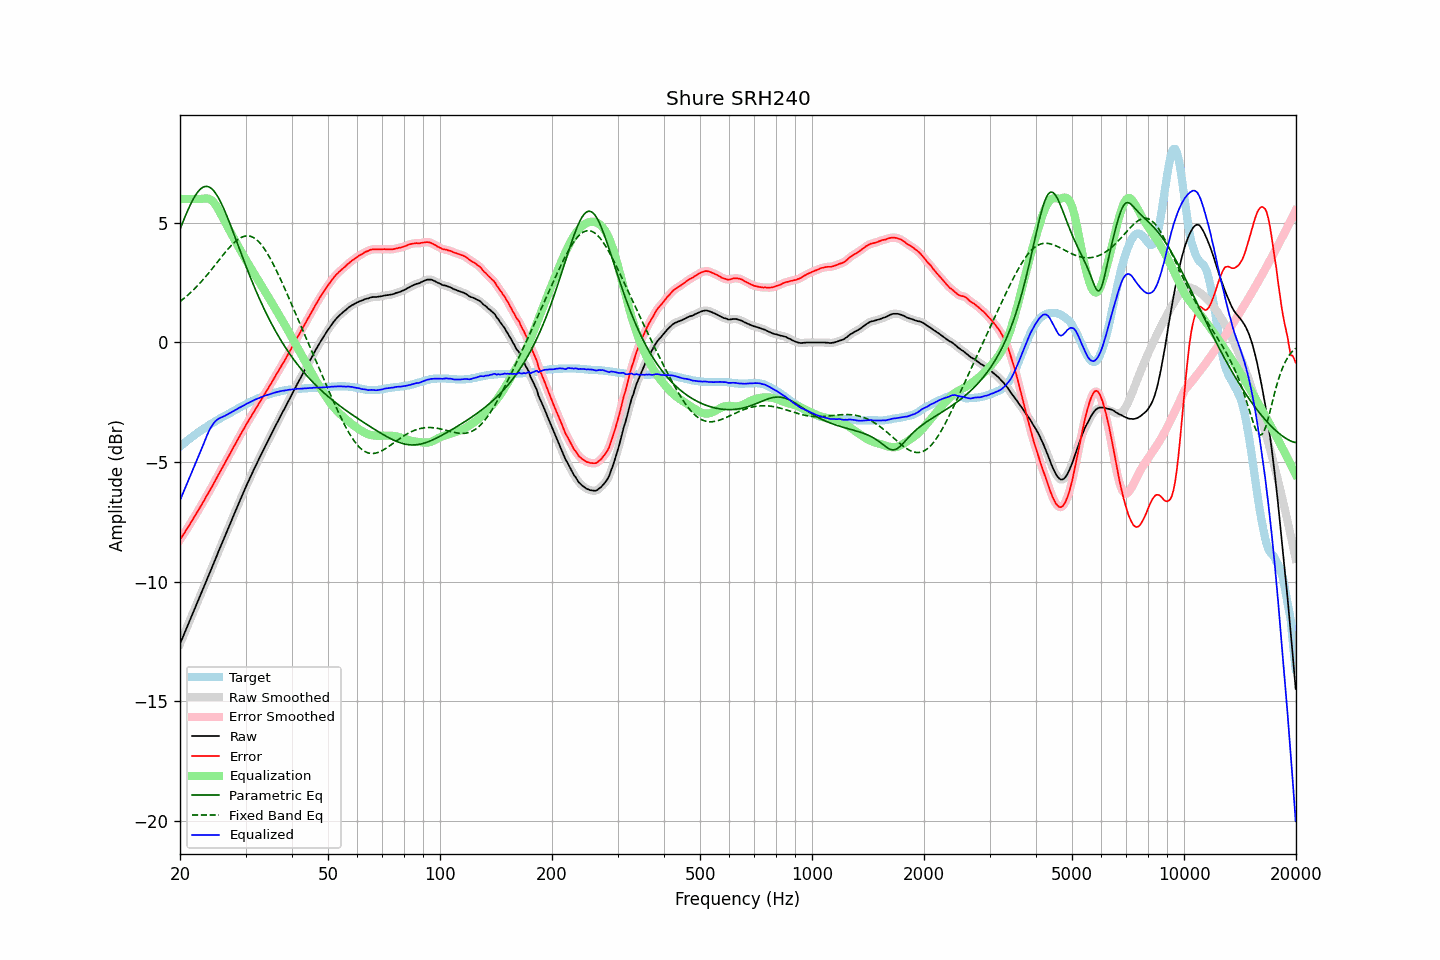 Shure SRH240
Amplitude (dBr)
5
0
−5
−10
−15
−20
Target
Raw Smoothed
Error Smoothed
Raw
Error
Equalization
Parametric Eq
Fixed Band Eq
Equalized
20 50 100 200 500 1000 2000 5000 10000 20000
Frequency (Hz)